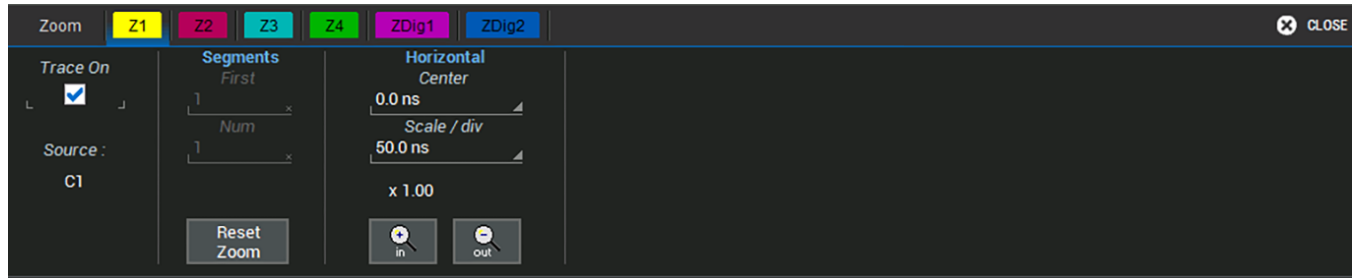 Zoom Z1 Z2 Z3 Z4 ZDig1 ZDig2 CLOSE
Trace On
Source :
C1
Segments
First
1
Num
1
Reset
Zoom
Horizontal
Center
0.0 ns
Scale / div
50.0 ns
x 1.00
in
out